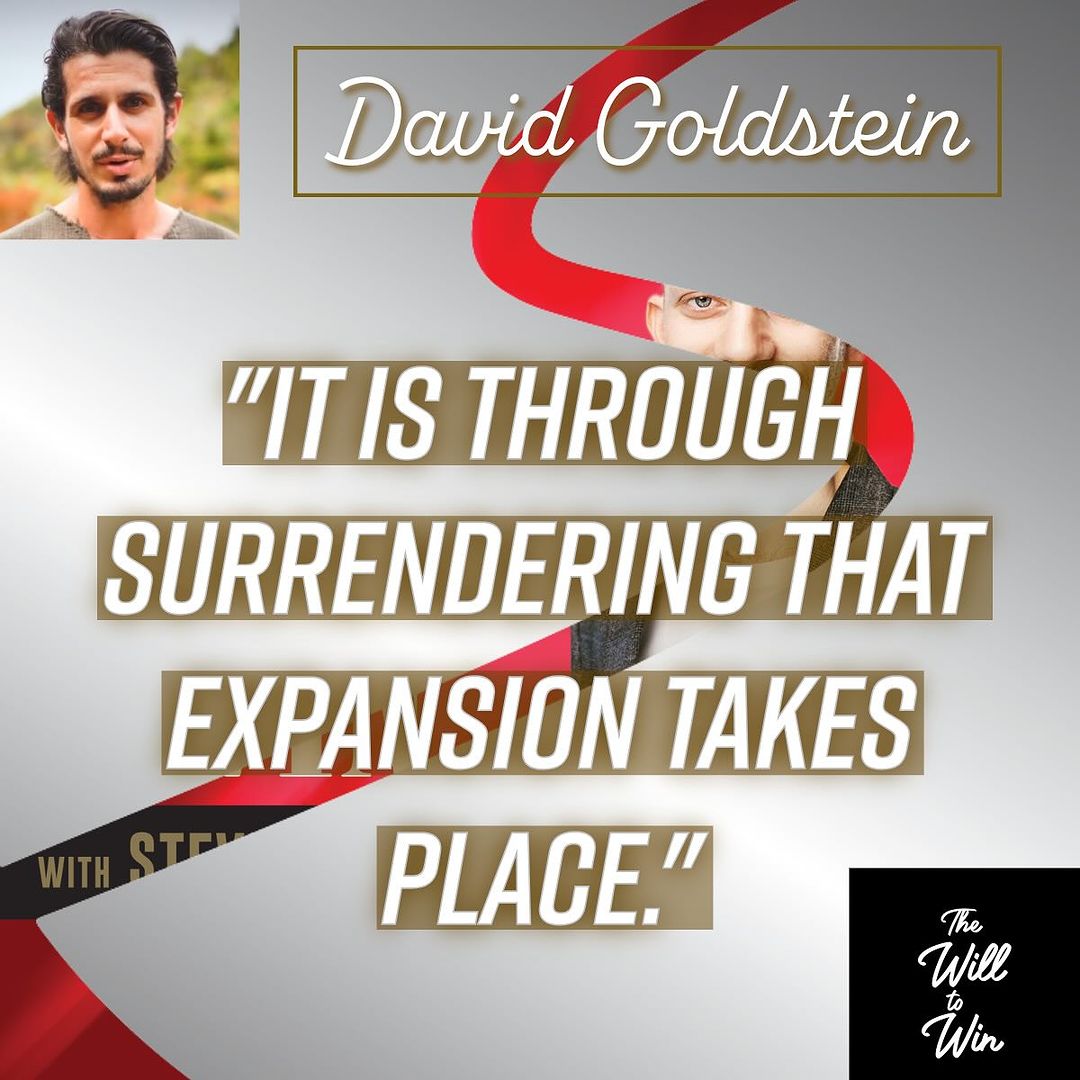 David Goldstein
"IT IS THROUGH
SURRENDERING THAT
EXPANSION TAKES
PLACE."
WITH
The
Will
to
Win